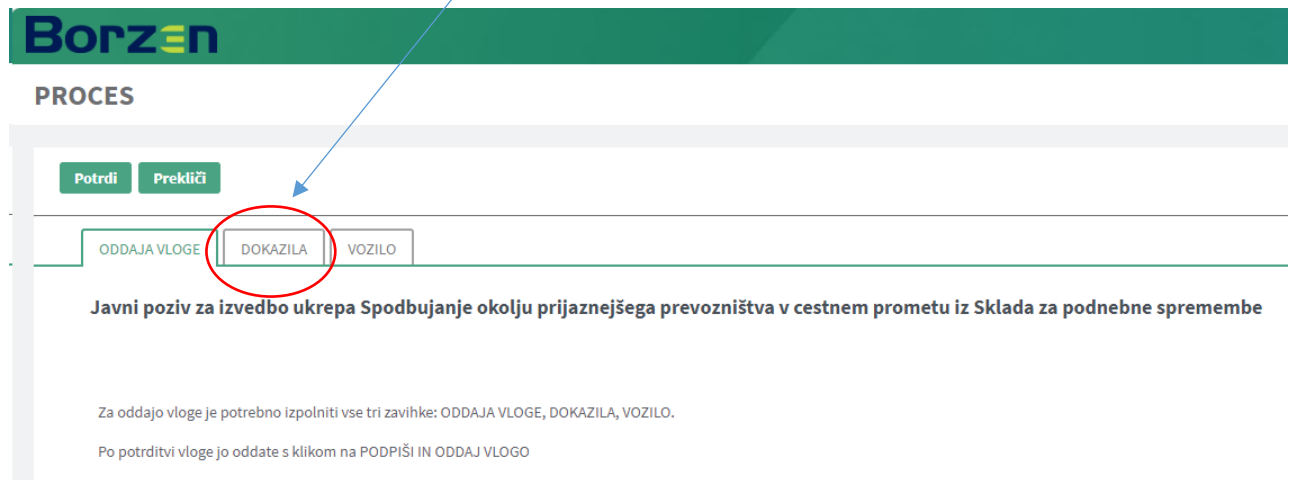 Borzen
PROCES
Potrdi Prekliči
ODDAJA VLOGE DOKAZILA VOZILO
Javni poziv za izvedbo ukrepa Spodbujanje okolju prijaznejšega prevozništva v cestnem prometu iz Sklada za podnebne spremembe
Za oddajo vloge je potrebno izpolniti vse tri zavihke: ODDAJA VLOGE, DOKAZILA, VOZILO.
Po potrditvi vloge jo oddate s klikom na PODPIŠI IN ODDAJ VLOGO